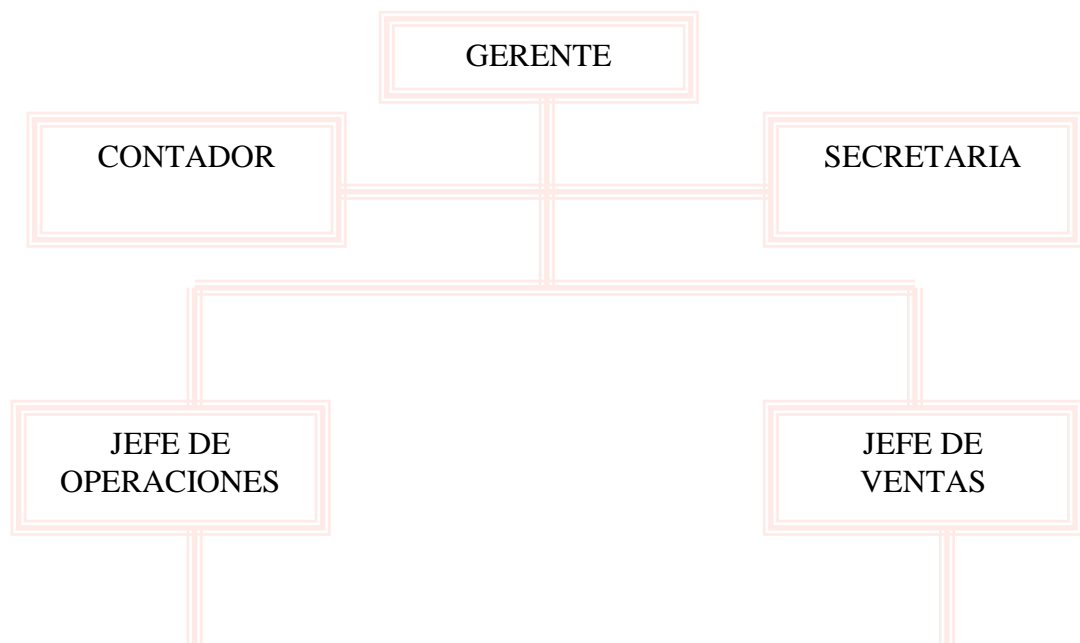 GERENTE
CONTADOR
SECRETARIA
JEFE DE
OPERACIONES
JEFE DE
VENTAS